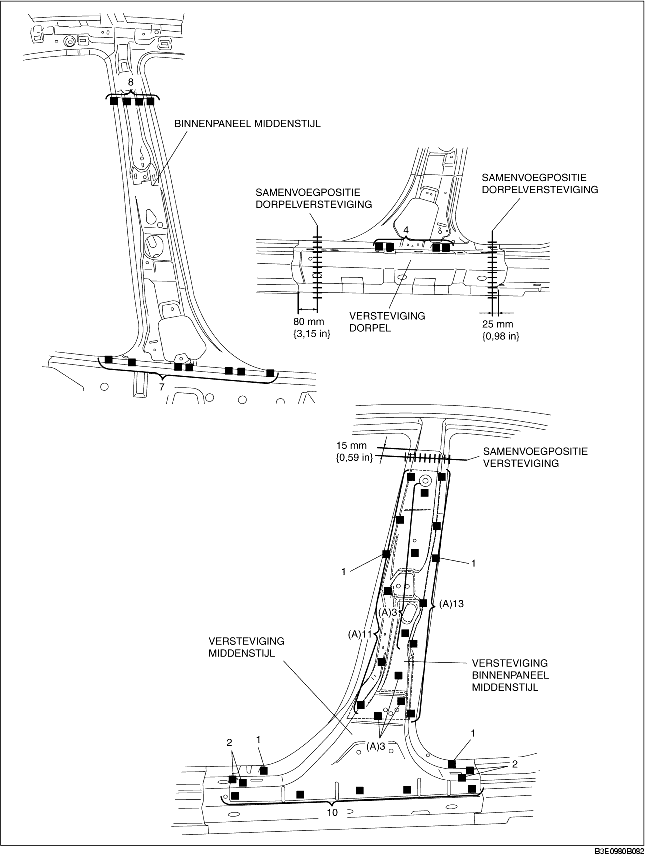 8
BINNENPANEEL MIDDENSTIJL
7
SAMENVOEGPOSITIE
DORPELVERSTEVIGING
SAMENVOEGPOSITIE
DORPELVERSTEVIGING
4
80 mm
{3,15 in}
VERSTEVIGING
DORPEL
25 mm
{0,98 in}
15 mm
{0,59 in}
SAMENVOEGPOSITIE
VERSTEVIGING
1
1
(A)3
(A)13
(A)11
VERSTEVIGING
MIDDENSTIJL
VERSTEVIGING
BINNENPANEEL
MIDDENSTIJL
(A)3
2
1
1
2
10
B3E0980B082